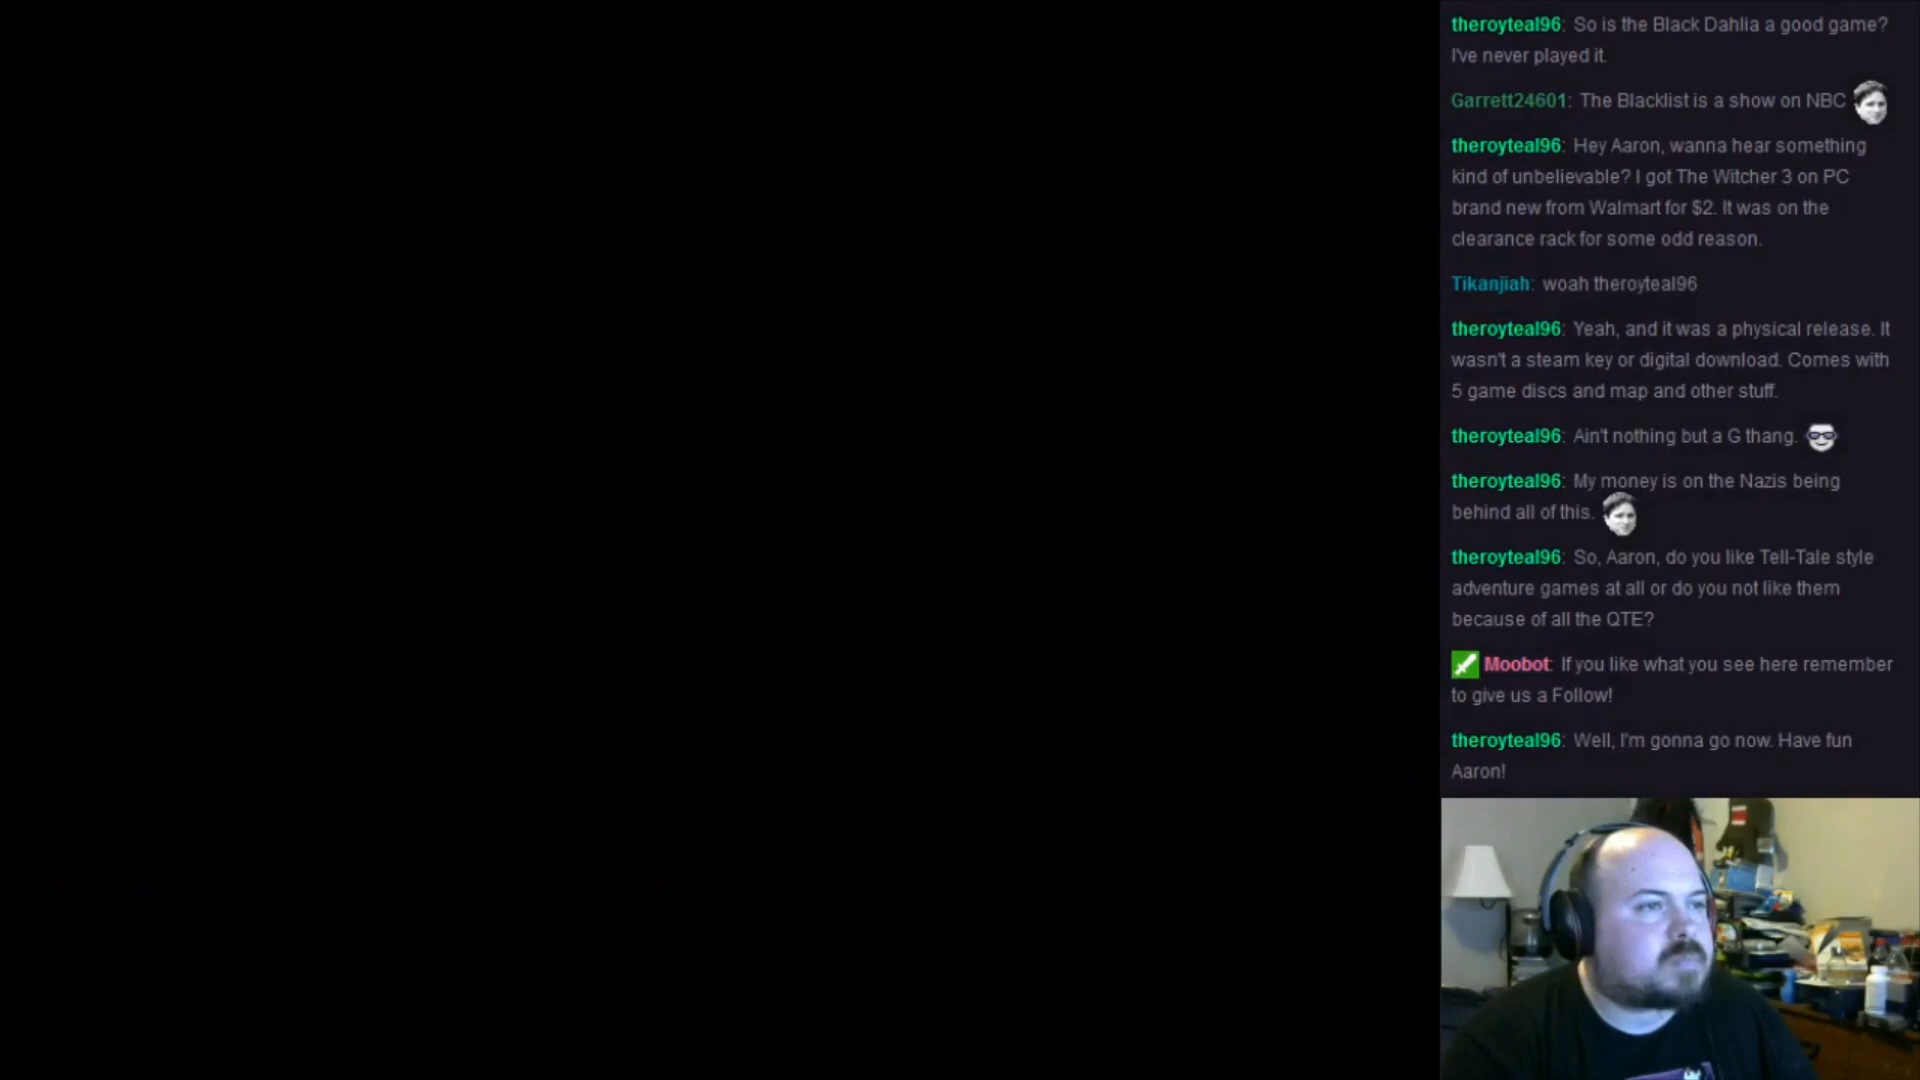 theroyteal96: So is the Black Dahlia a good game?
I've never played it.
Garrett24601: The Blacklist is a show on NBC
theroyteal96: Hey Aaron, wanna hear something
kind of unbelievable? I got The Witcher 3 on PC
brand new from Walmart for $2. It was on the
clearance rack for some odd reason.
Tikanjiah: woah theroyteal96
theroyteal96: Yeah, and it was a physical release. It
wasn't a steam key or digital download. Comes with
5 game discs and map and other stuff.
theroyteal96: Ain't nothing but a G thang.
theroyteal96: My money is on the Nazis being
behind all of this.
theroyteal96: So, Aaron, do you like Tell-Tale style
adventure games at all or do you not like them
because of all the QTE?
Moobot: If you like what you see here remember
to give us a Follow!
theroyteal96: Well, I'm gonna go now. Have fun
Aaron!